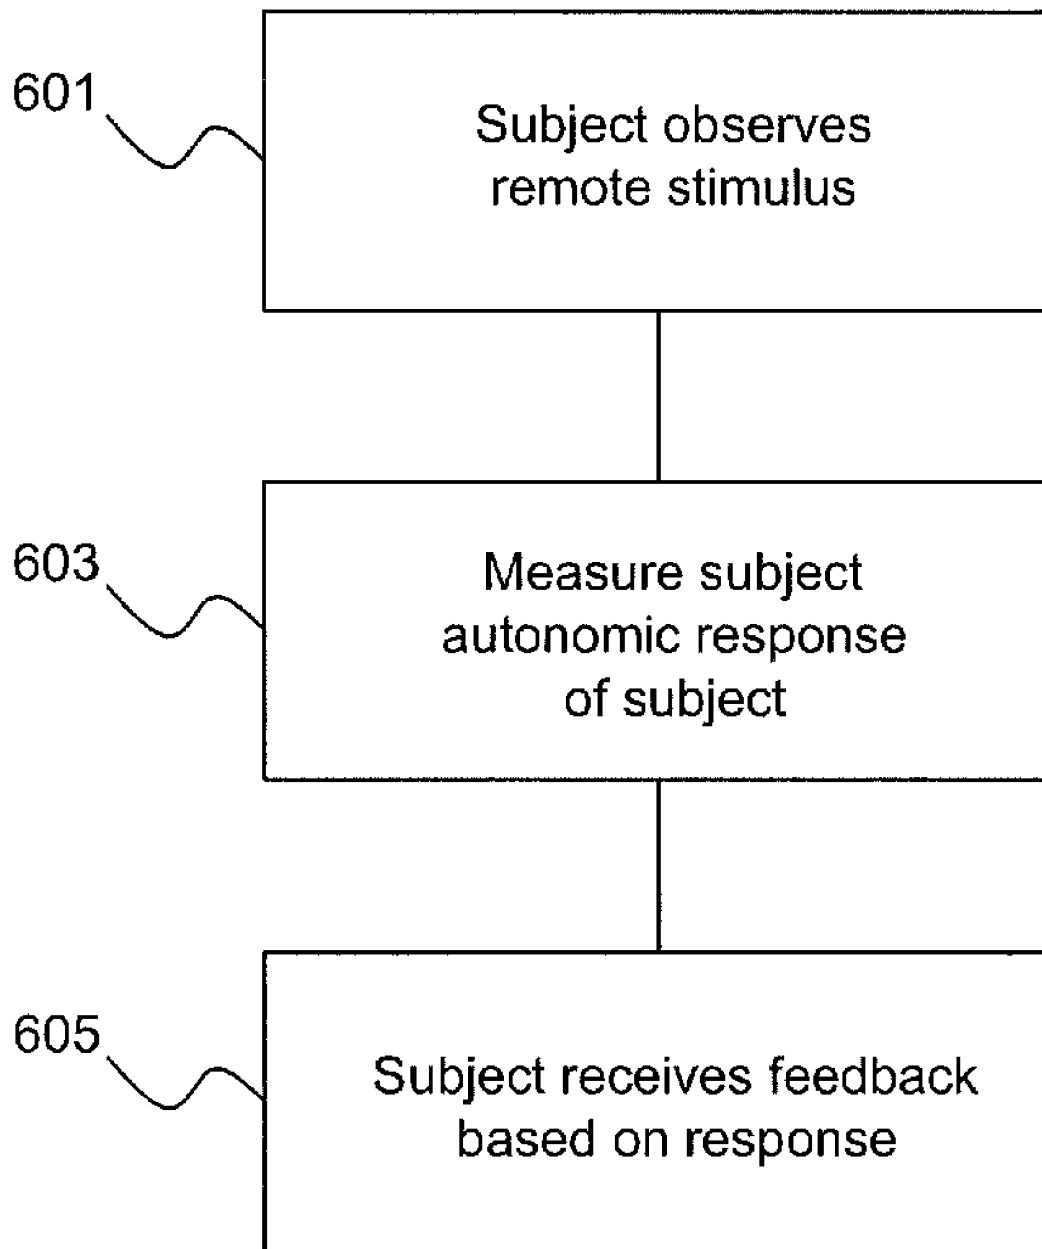 601
Subject observes
remote stimulus
603
Measure subject
autonomic response
of subject
605
Subject receives feedback
based on response